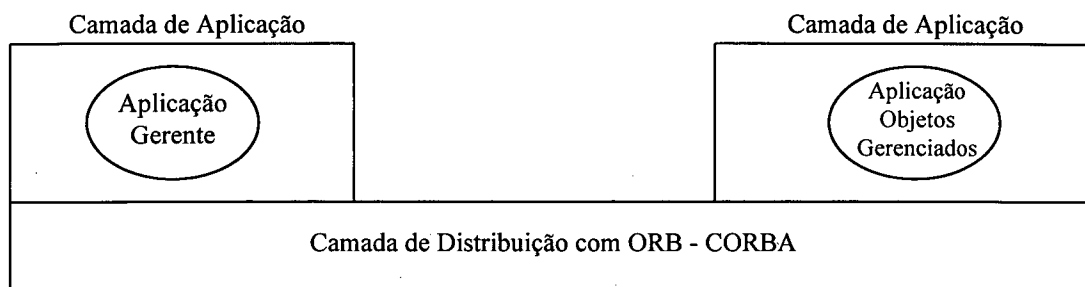 Camada de Aplicação
Camada de Aplicação
Aplicação
Gerente
Aplicação
Objetos
Gerenciados
Camada de Distribuição com ORB - CORBA